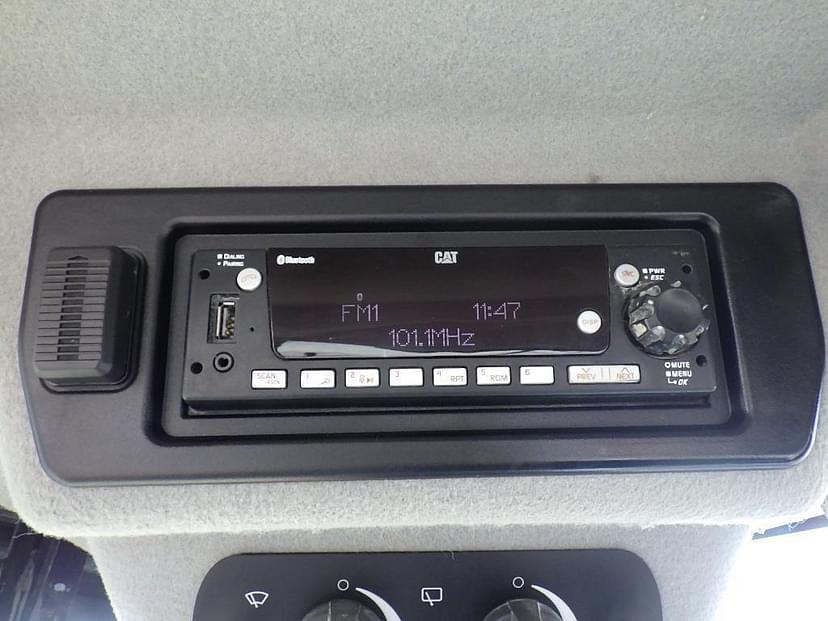 DIALING
PAIRING
Bluetooth
CAT
PWR
ESC
FM1 11:47
DISP
101.1MHz
MUTE
MENU
OK
SCAN
1
2
3
4 RPT
5 RDM
6
PREV
NEXT